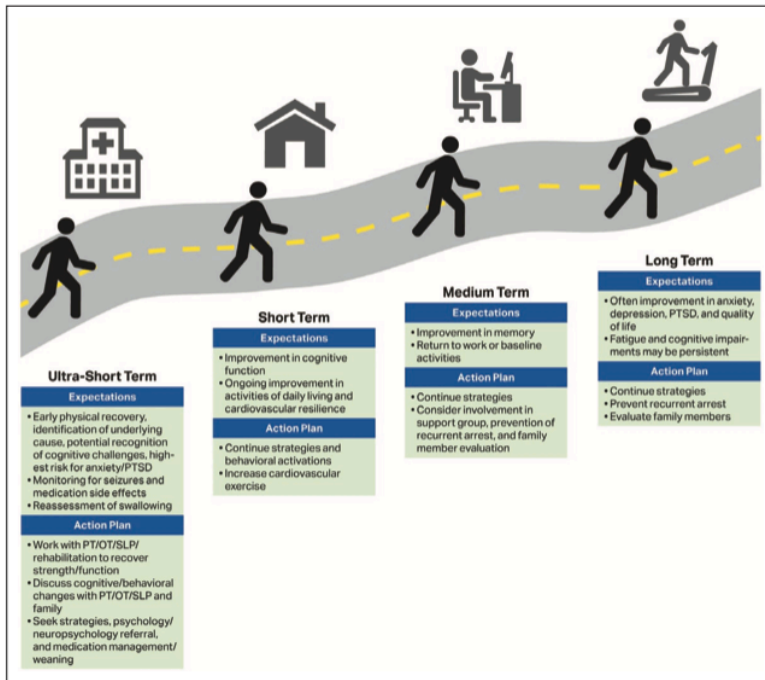 Ultra-Short Term
Expectations
• Early physical recovery,
identification of underlying
cause, potential recognition
of cognitive challenges, high-
est risk for anxiety/PTSD
• Monitoring for seizures and
medication side effects
• Reassessment of swallowing
Action Plan
• Work with PT/OT/SLP/
rehabilitation to recover
strength/function
• Discuss cognitive/behavioral
changes with PT/OT/SLP and
family
• Seek strategies, psychology/
neuropsychology referral,
and medication management/
weaning
Short Term
Expectations
• Improvement in cognitive
function
• Ongoing improvement in
activities of daily living and
cardiovascular resilience
Action Plan
• Continue strategies and
behavioral activations
• Increase cardiovascular
exercise
Medium Term
Expectations
• Improvement in memory
• Return to work or baseline
activities
Action Plan
• Continue strategies
• Consider involvement in
support group, prevention of
recurrent arrest, and family
member evaluation
Long Term
Expectations
• Often improvement in anxiety,
depression, PTSD, and quality
of life
• Fatigue and cognitive impair-
ments may be persistent
Action Plan
• Continue strategies
• Prevent recurrent arrest
• Evaluate family members